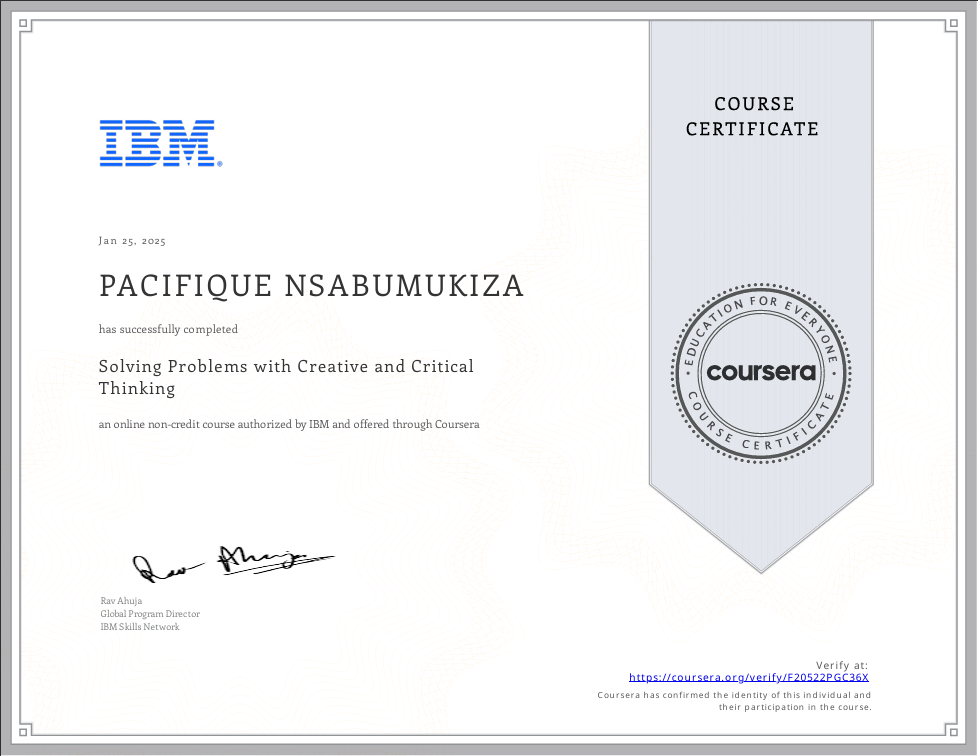 COURSE
CERTIFICATE
IBM®
Jan 25, 2025
PACIFIQUE NSABUMUKIZA
has successfully completed
Solving Problems with Creative and Critical
Thinking
an online non-credit course authorized by IBM and offered through Coursera
EDUCATION FOR EVERYONE
coursera
COURSE CERTIFICATE
Rav Ahuja
Rav Ahuja
Global Program Director
IBM Skills Network
Verify at:
https://coursera.org/verify/F20522PGC36X
Coursera has confirmed the identity of this individual and
their participation in the course.